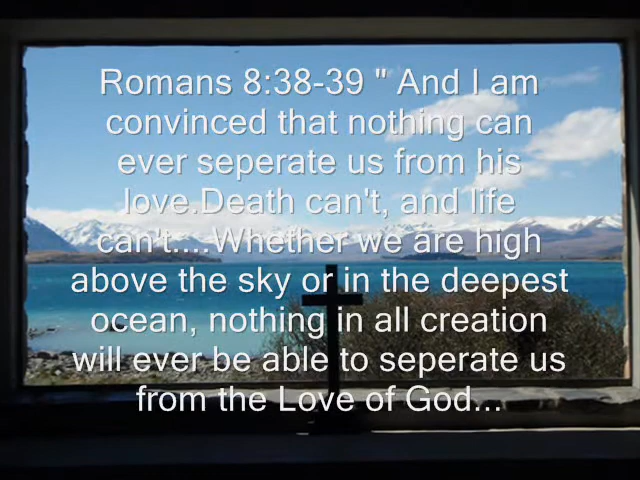 Romans 8:38-39 " And I am
convinced that nothing can
ever seperate us from his
love.Death can't, and life
can't....Whether we are high
above the sky or in the deepest
ocean, nothing in all creation
will ever be able to seperate us
from the Love of God...